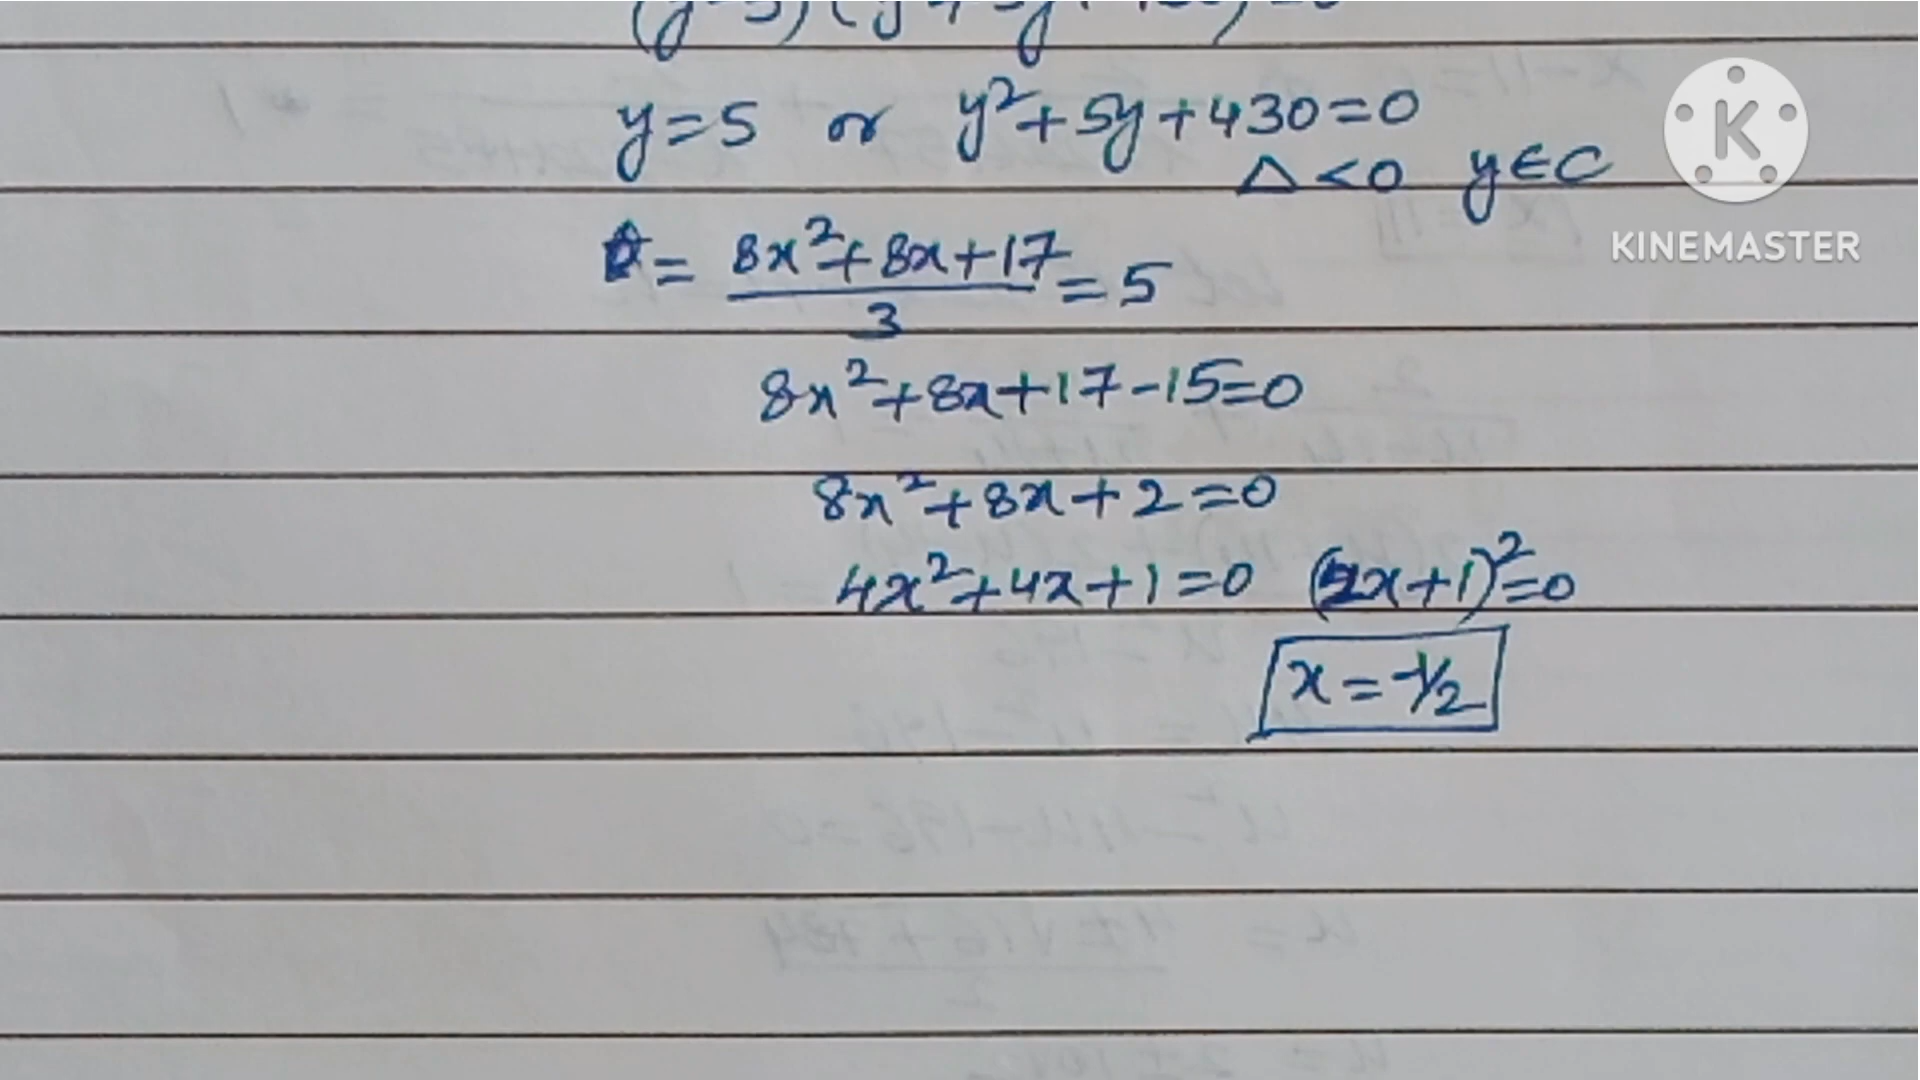 y=5 or y²+5y+430=0
Δ<0 y∈C
= 8x²+8x+17/3 = 5
8x²+8x+17-15=0
8x²+8x+2=0
4x²+4x+1=0 (2x+1)²=0
x=-1/2
K
KINEMASTER